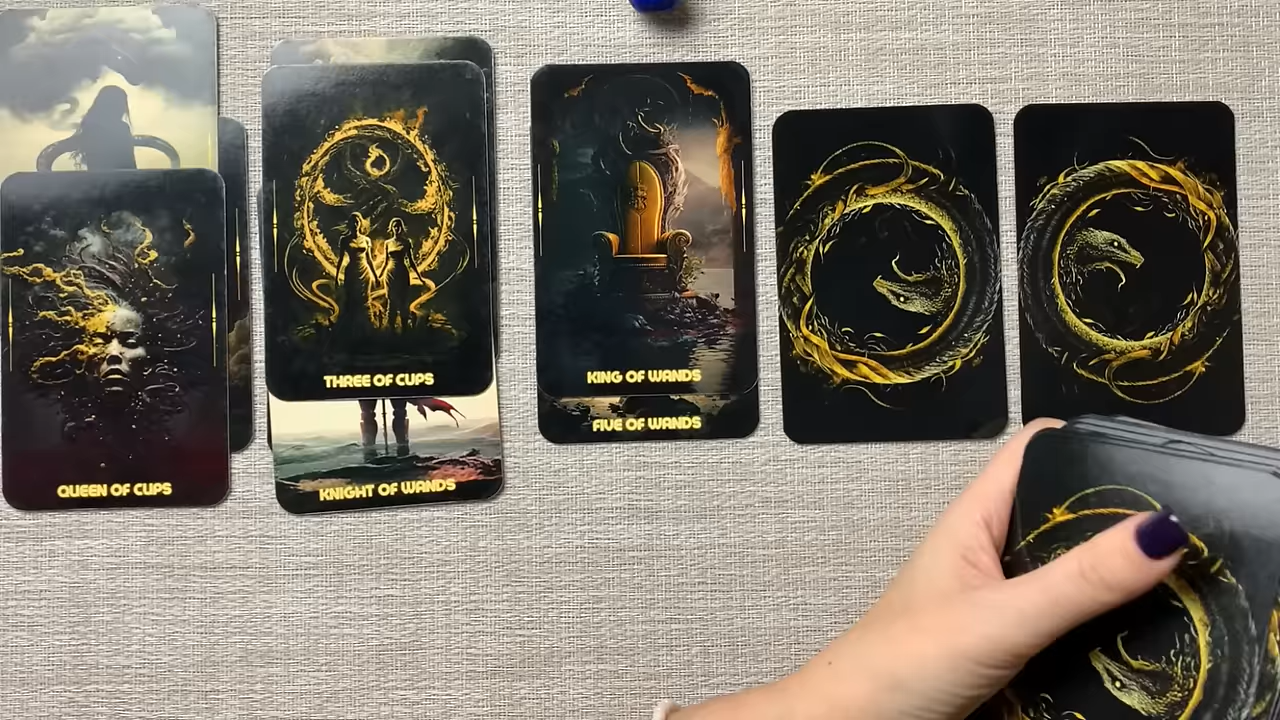 QUEEN OF CUPS
THREE OF CUPS
KNIGHT OF WANDS
KING OF WANDS
FIVE OF WANDS